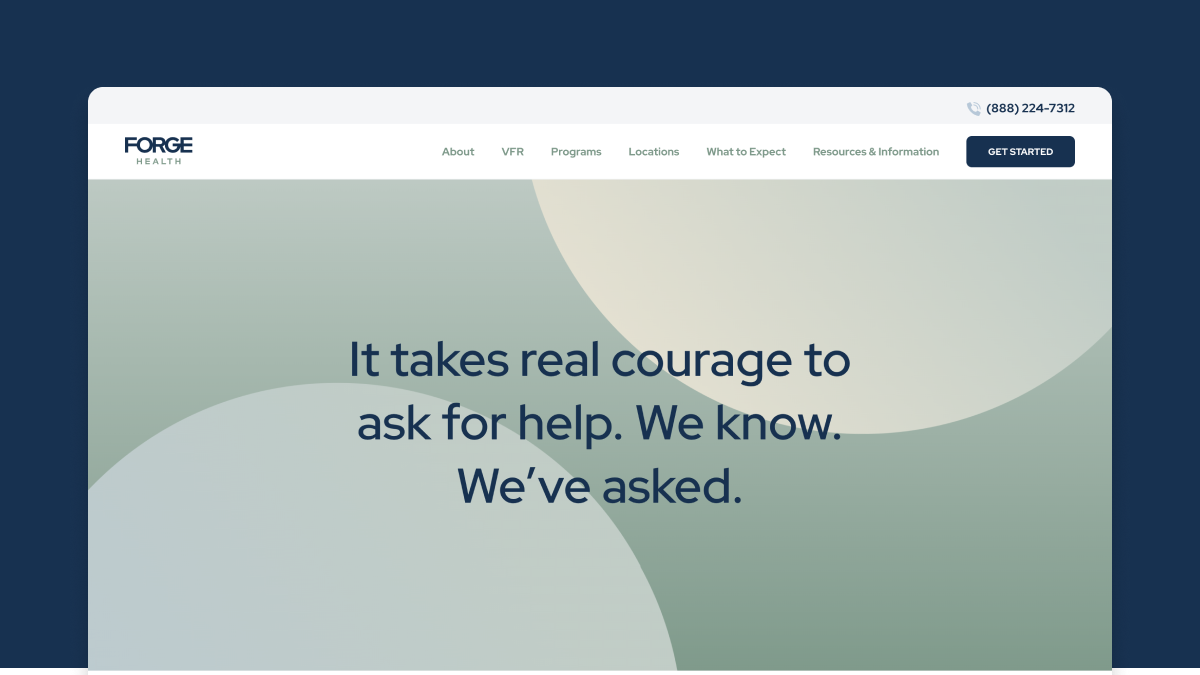 (888) 224-7312
FORGE
HEALTH
About VFR Programs Locations What to Expect Resources & Information GET STARTED
It takes real courage to
ask for help. We know.
We’ve asked.